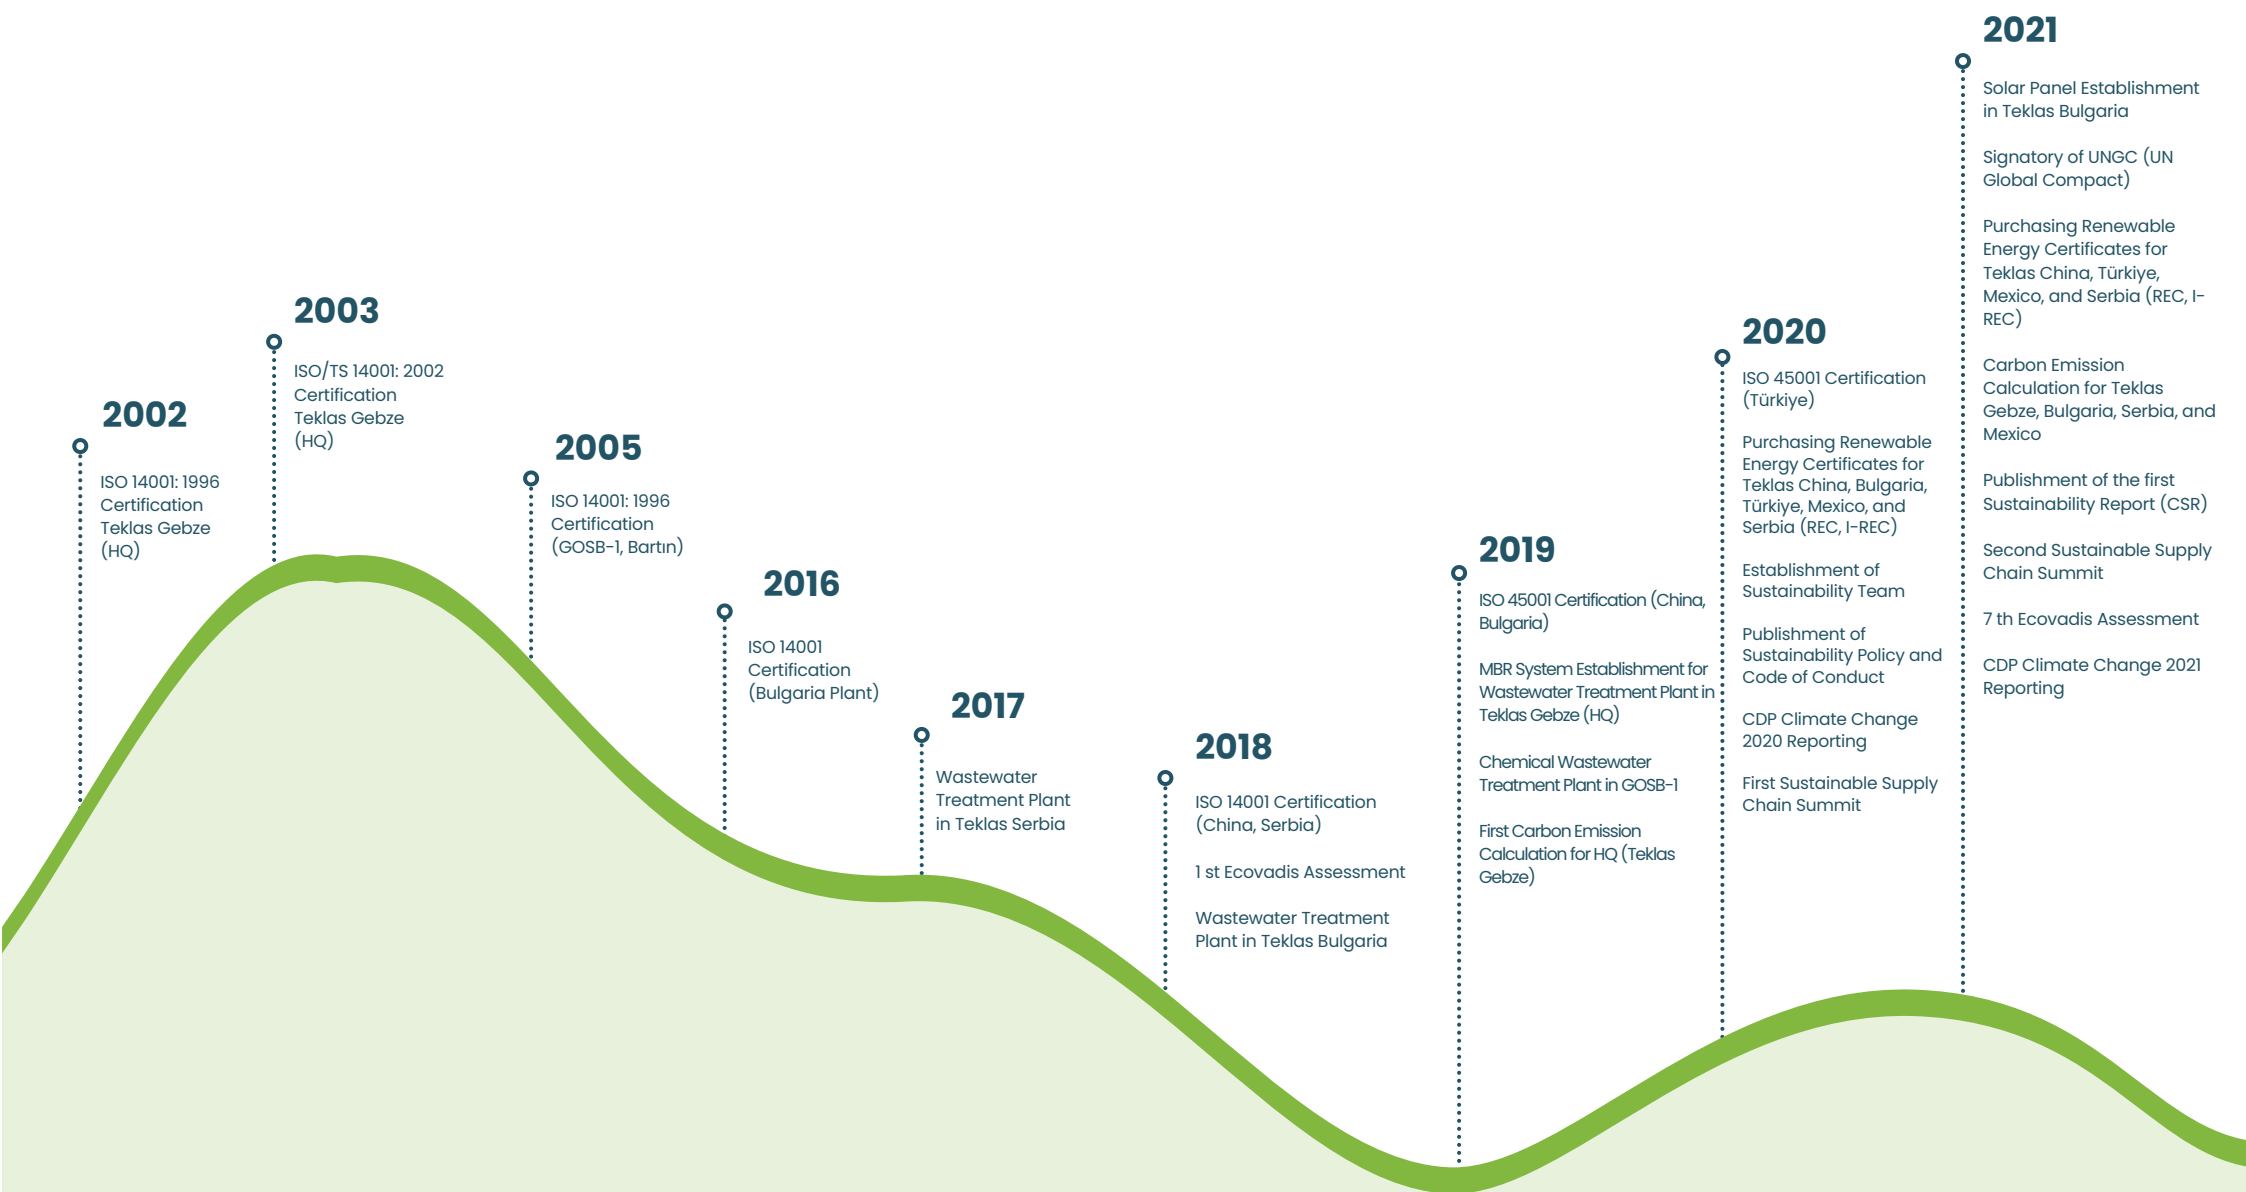 2002
ISO 14001: 1996
Certification
Teklas Gebze
(HQ)
2003
ISO/TS 14001: 2002
Certification
Teklas Gebze
(HQ)
2005
ISO 14001: 1996
Certification
(GOSB-1, Bartın)
2016
ISO 14001
Certification
(Bulgaria Plant)
2017
Wastewater
Treatment Plant
in Teklas Serbia
2018
ISO 14001 Certification
(China, Serbia)
1 st Ecovadis Assessment
Wastewater Treatment
Plant in Teklas Bulgaria
2019
ISO 45001 Certification (China,
Bulgaria)
MBR System Establishment for
Wastewater Treatment Plant in
Teklas Gebze (HQ)
Chemical Wastewater
Treatment Plant in GOSB-1
First Carbon Emission
Calculation for HQ (Teklas
Gebze)
2020
ISO 45001 Certification
(Türkiye)
Purchasing Renewable
Energy Certificates for
Teklas China, Bulgaria,
Türkiye, Mexico, and
Serbia (REC, I-REC)
Establishment of
Sustainability Team
Publishment of
Sustainability Policy and
Code of Conduct
CDP Climate Change
2020 Reporting
First Sustainable Supply
Chain Summit
2021
Solar Panel Establishment
in Teklas Bulgaria
Signatory of UNGC (UN
Global Compact)
Purchasing Renewable
Energy Certificates for
Teklas China, Türkiye,
Mexico, and Serbia (REC, I-
REC)
Carbon Emission
Calculation for Teklas
Gebze, Bulgaria, Serbia, and
Mexico
Publishment of the first
Sustainability Report (CSR)
Second Sustainable Supply
Chain Summit
7 th Ecovadis Assessment
CDP Climate Change 2021
Reporting